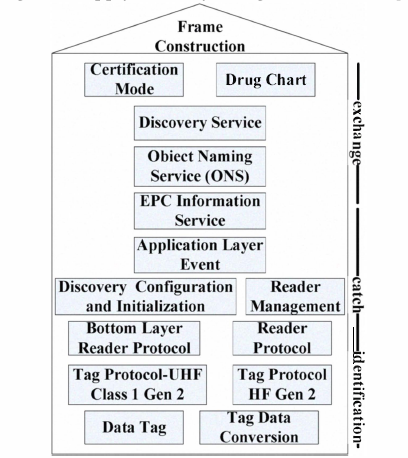 Frame
Construction
Certification
Mode
Drug Chart
Discovery Service
Obiect Naming
Service (ONS)
EPC Information
Service
Application Layer
Event
Discovery Configuration
and Initialization
Reader
Management
Bottom Layer
Reader Protocol
Reader
Protocol
Tag Protocol-UHF
Class 1 Gen 2
Tag Protocol
HF Gen 2
Data Tag
Tag Data
Conversion
exchange
catch
identification